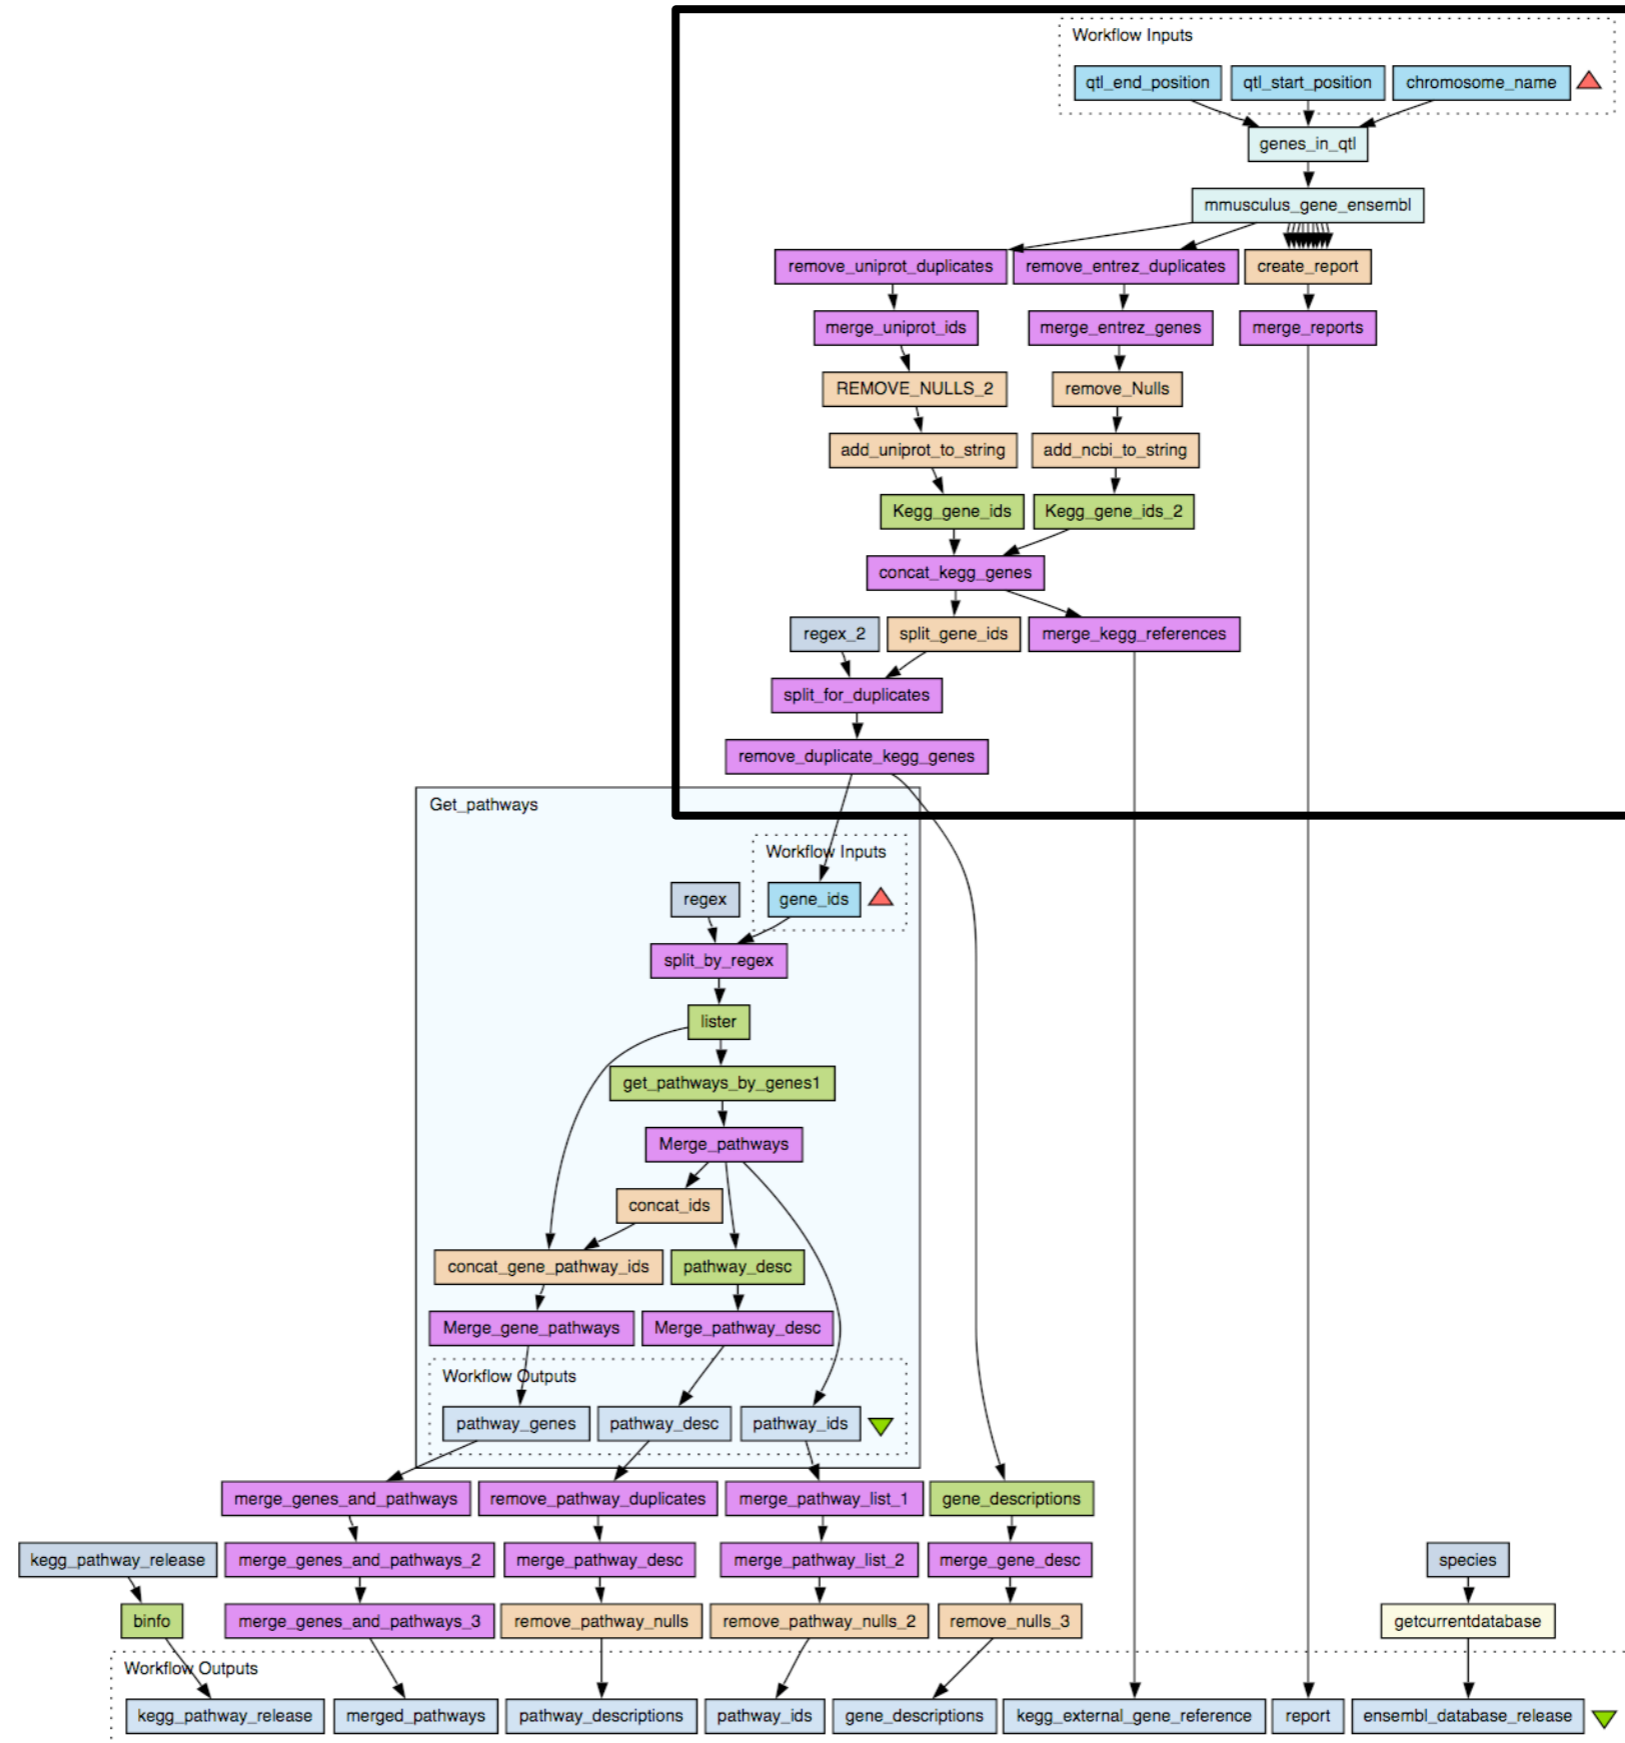 Workflow Inputs
qtl_end_position qtl_start_position chromosome_name
genes_in_qtl
mmusculus_gene_ensembl
remove_uniprot_duplicates remove_entrez_duplicates create_report
merge_uniprot_ids merge_entrez_genes merge_reports
REMOVE_NULLS_2 remove_Nulls
add_uniprot_to_string add_ncbi_to_string
Kegg_gene_ids Kegg_gene_ids_2
concat_kegg_genes
regex_2 split_gene_ids merge_kegg_references
split_for_duplicates
remove_duplicate_kegg_genes
Get_pathways
Workflow Inputs
regex gene_ids
split_by_regex
lister
get_pathways_by_genes1
Merge_pathways
concat_ids
concat_gene_pathway_ids pathway_desc
Merge_gene_pathways Merge_pathway_desc
Workflow Outputs
pathway_genes pathway_desc pathway_ids
merge_genes_and_pathways remove_pathway_duplicates merge_pathway_list_1 gene_descriptions
kegg_pathway_release merge_genes_and_pathways_2 merge_pathway_desc merge_pathway_list_2 merge_gene_desc species
binfo merge_genes_and_pathways_3 remove_pathway_nulls remove_pathway_nulls_2 remove_nulls_3 getcurrentdatabase
Workflow Outputs
kegg_pathway_release merged_pathways pathway_descriptions pathway_ids gene_descriptions kegg_external_gene_reference report ensembl_database_release